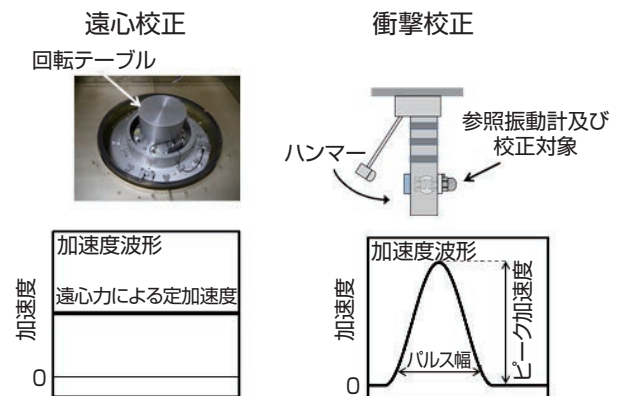 遠心校正
回転テーブル
加速度波形
遠心力による定加速度
加速度
0
衝撃校正
ハンマー
参照振動計及び
校正対象
加速度波形
ピーク加速度
パルス幅
加速度
0